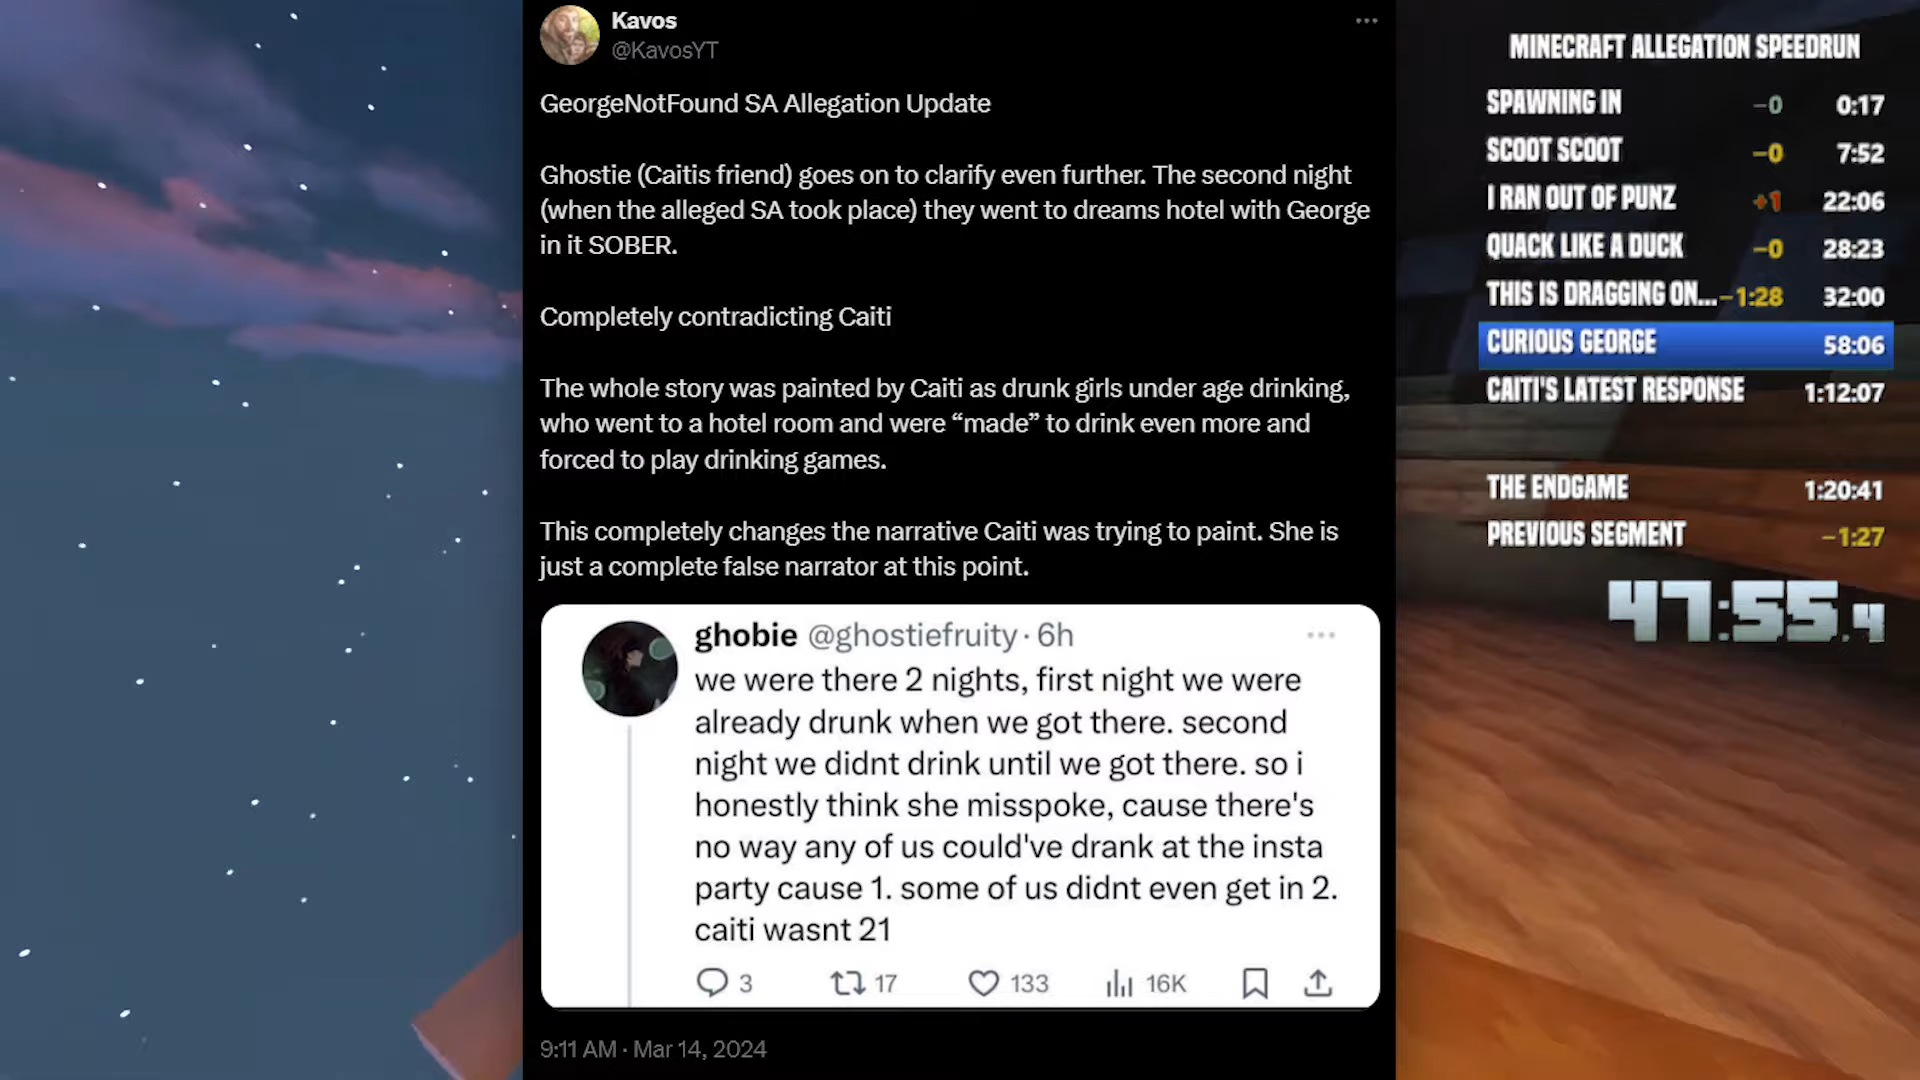 Kavos
@KavosYT
GeorgeNotFound SA Allegation Update
Ghostie (Caitis friend) goes on to clarify even further. The second night
(when the alleged SA took place) they went to dreams hotel with George
in it SOBER.
Completely contradicting Caiti
The whole story was painted by Caiti as drunk girls under age drinking,
who went to a hotel room and were “made” to drink even more and
forced to play drinking games.
This completely changes the narrative Caiti was trying to paint. She is
just a complete false narrator at this point.
ghobie @ghostiefruity · 6h
we were there 2 nights, first night we were
already drunk when we got there. second
night we didnt drink until we got there. so i
honestly think she misspoke, cause there's
no way any of us could've drank at the insta
party cause 1. some of us didnt even get in 2.
caiti wasnt 21
3 17 133 16K
9:11 AM · Mar 14, 2024
MINECRAFT ALLEGATION SPEEDRUN
SPAWNING IN −0 0:17
SCOOT SCOOT −0 7:52
I RAN OUT OF PUNZ +1 22:06
QUACK LIKE A DUCK −0 28:23
THIS IS DRAGGING ON... −1:28 32:00
CURIOUS GEORGE 58:06
CAITI'S LATEST RESPONSE 1:12:07
THE ENDGAME 1:20:41
PREVIOUS SEGMENT −1:27
47:55.4